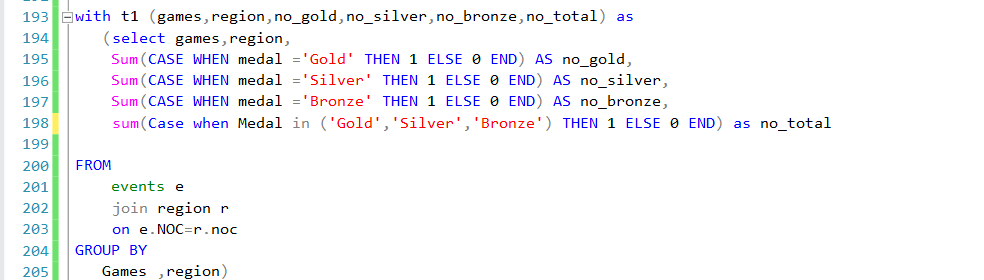 193 with t1 (games,region,no_gold,no_silver,no_bronze,no_total) as
194 (select games,region,
195 Sum(CASE WHEN medal ='Gold' THEN 1 ELSE 0 END) AS no_gold,
196 Sum(CASE WHEN medal ='Silver' THEN 1 ELSE 0 END) AS no_silver,
197 Sum(CASE WHEN medal ='Bronze' THEN 1 ELSE 0 END) AS no_bronze,
198 sum(Case when Medal in ('Gold','Silver','Bronze') THEN 1 ELSE 0 END) as no_total
199
200 FROM
201 events e
202 join region r
203 on e.NOC=r.noc
204 GROUP BY
205 Games ,region)